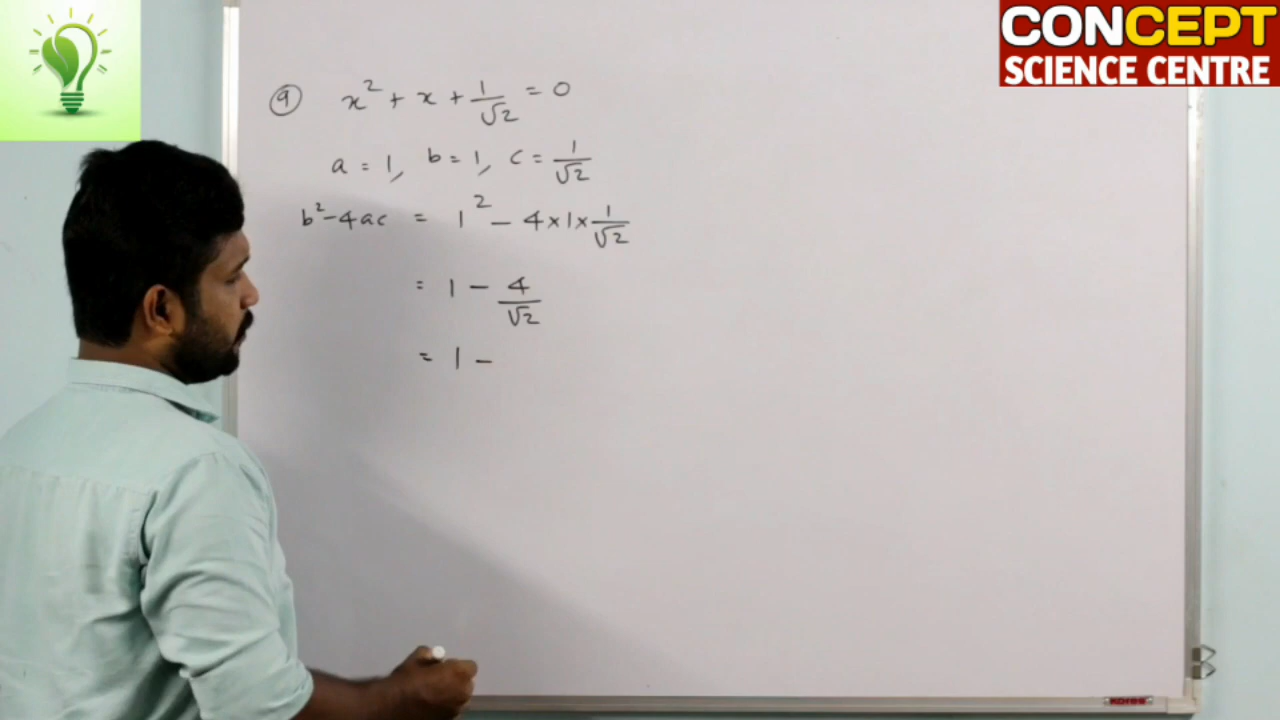 CONCEPT
SCIENCE CENTRE
9 x² + x + 1/√2 = 0
a = 1, b = 1, c = 1/√2
b²-4ac = 1² - 4×1×1/√2
= 1 - 4/√2
= 1 -
KORES